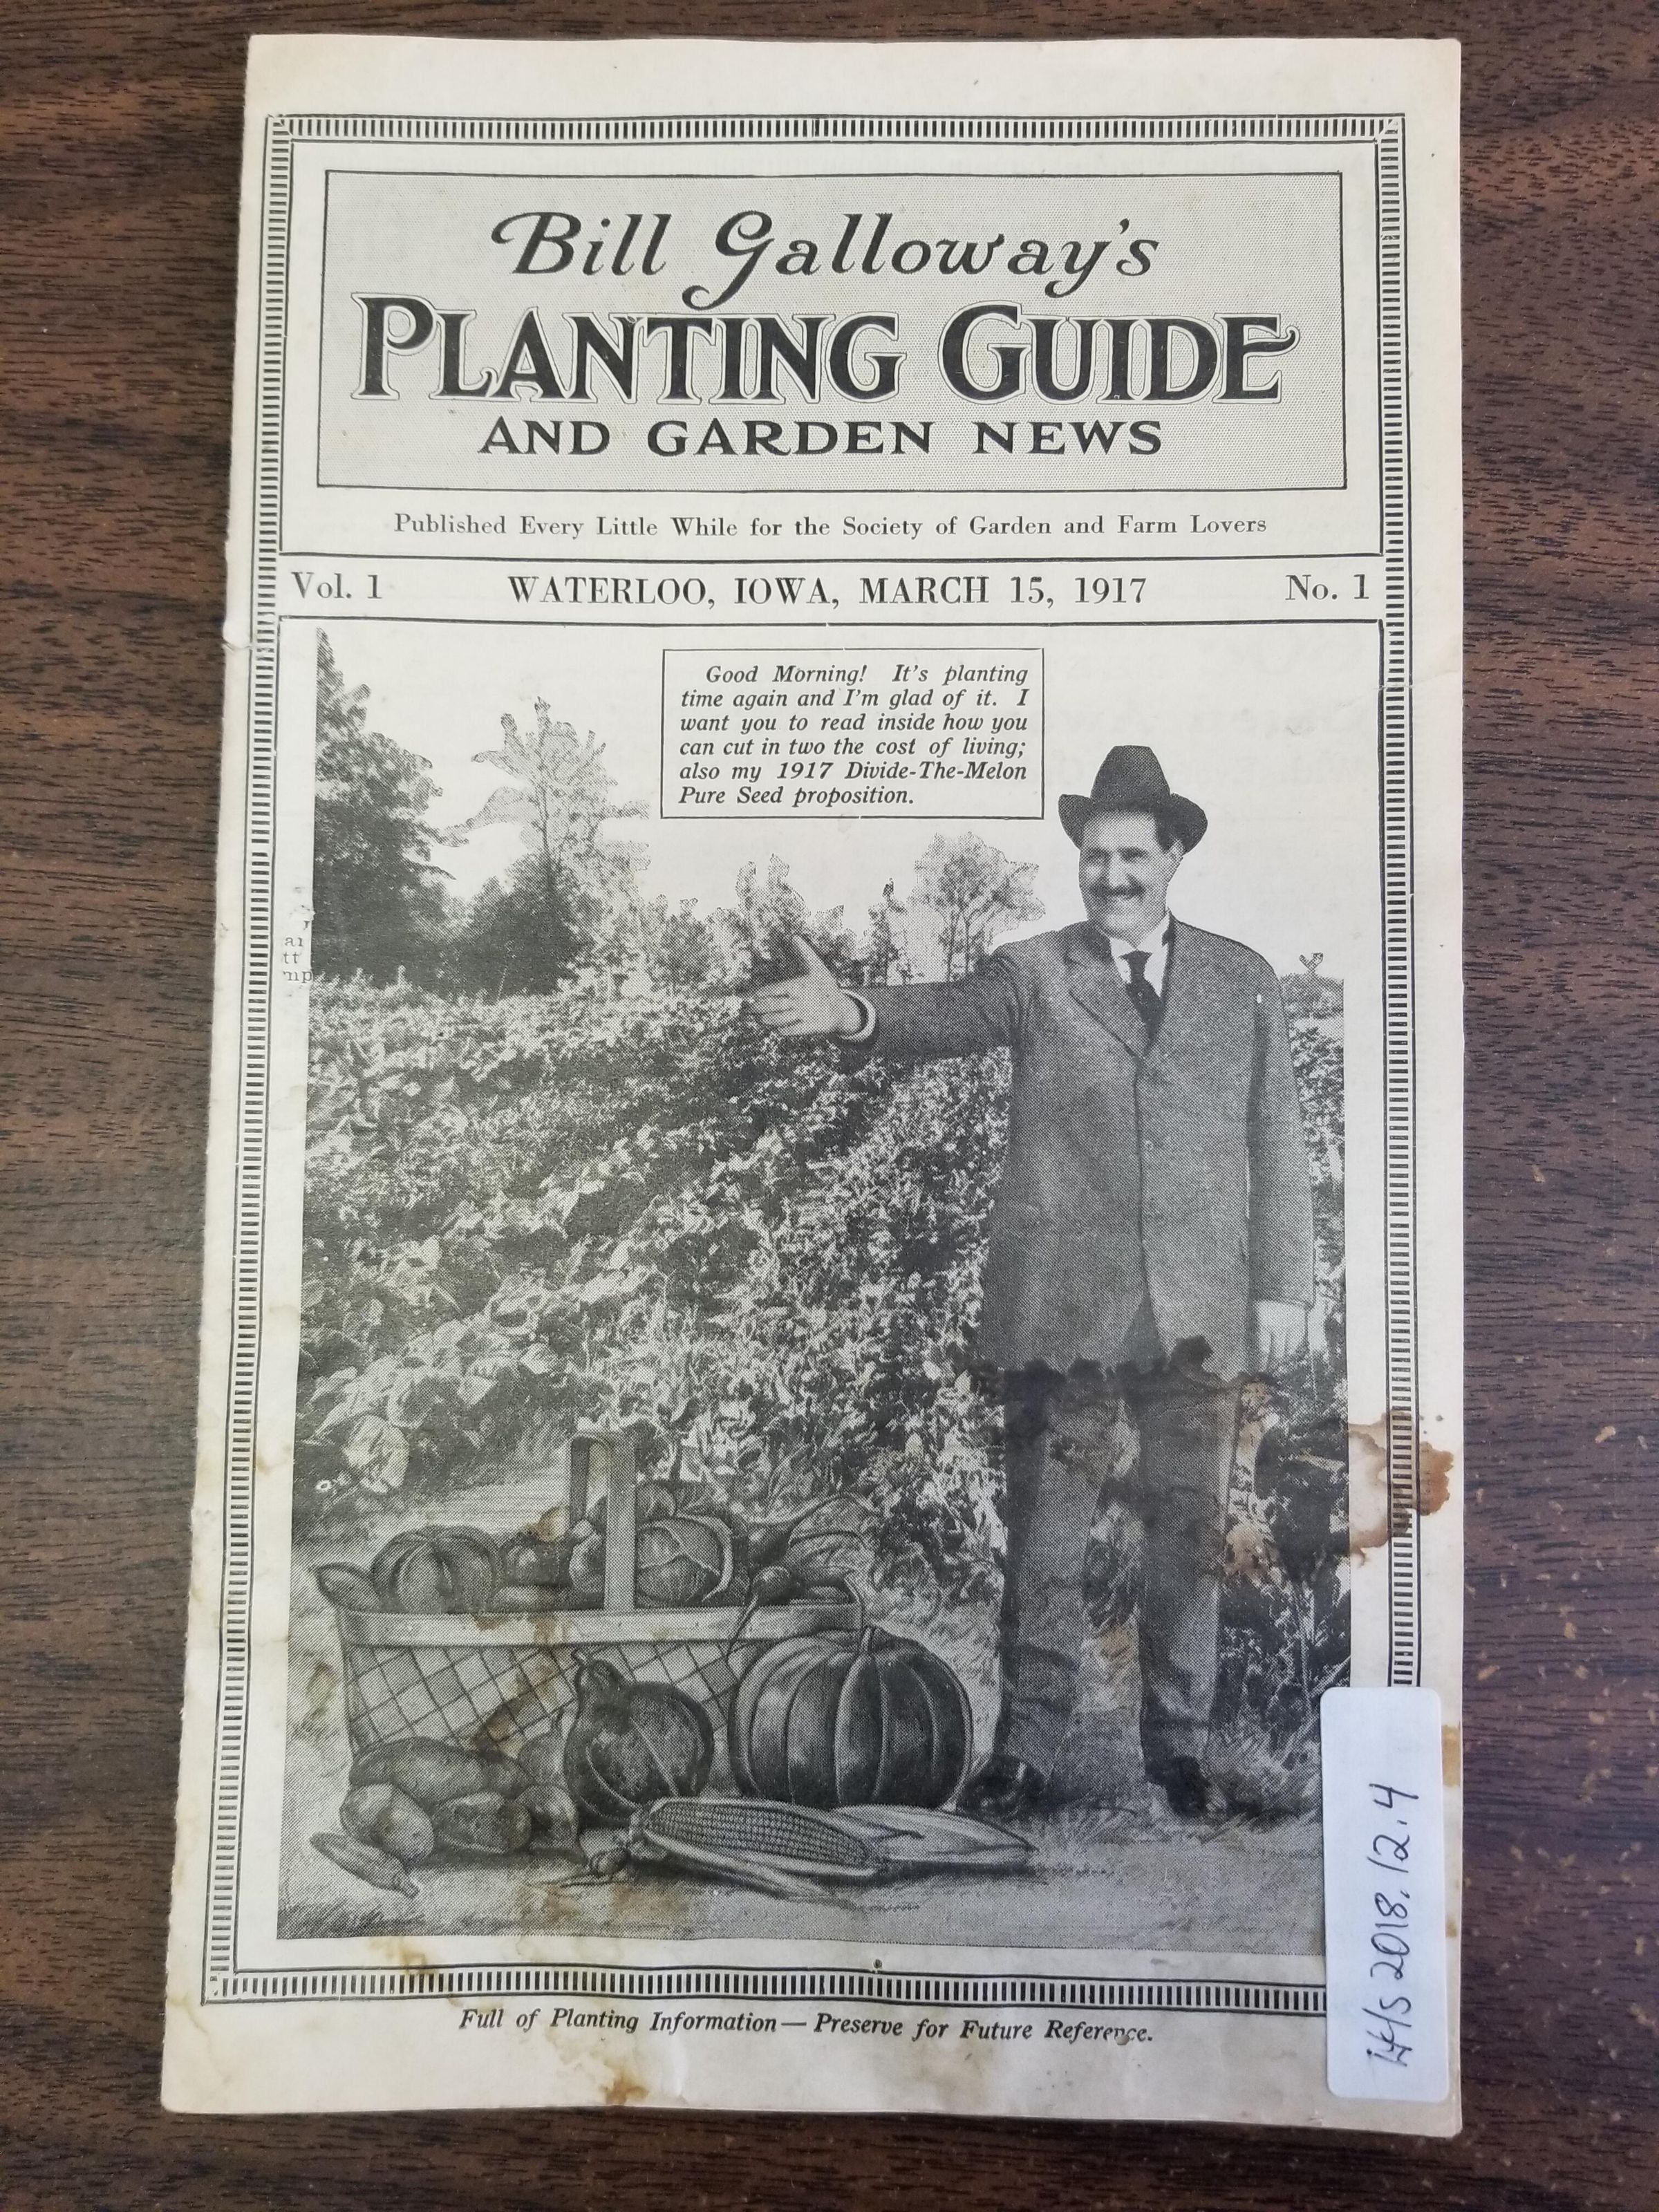 Bill Galloway's
PLANTING GUIDE
AND GARDEN NEWS
Published Every Little While for the Society of Garden and Farm Lovers
Vol. 1 WATERLOO, IOWA, MARCH 15, 1917 No. 1
Good Morning! It's planting
time again and I'm glad of it. I
want you to read inside how you
can cut in two the cost of living;
also my 1917 Divide-The-Melon
Pure Seed proposition.
ar
tt
mp
Full of Planting Information — Preserve for Future Reference.
2018.12.4